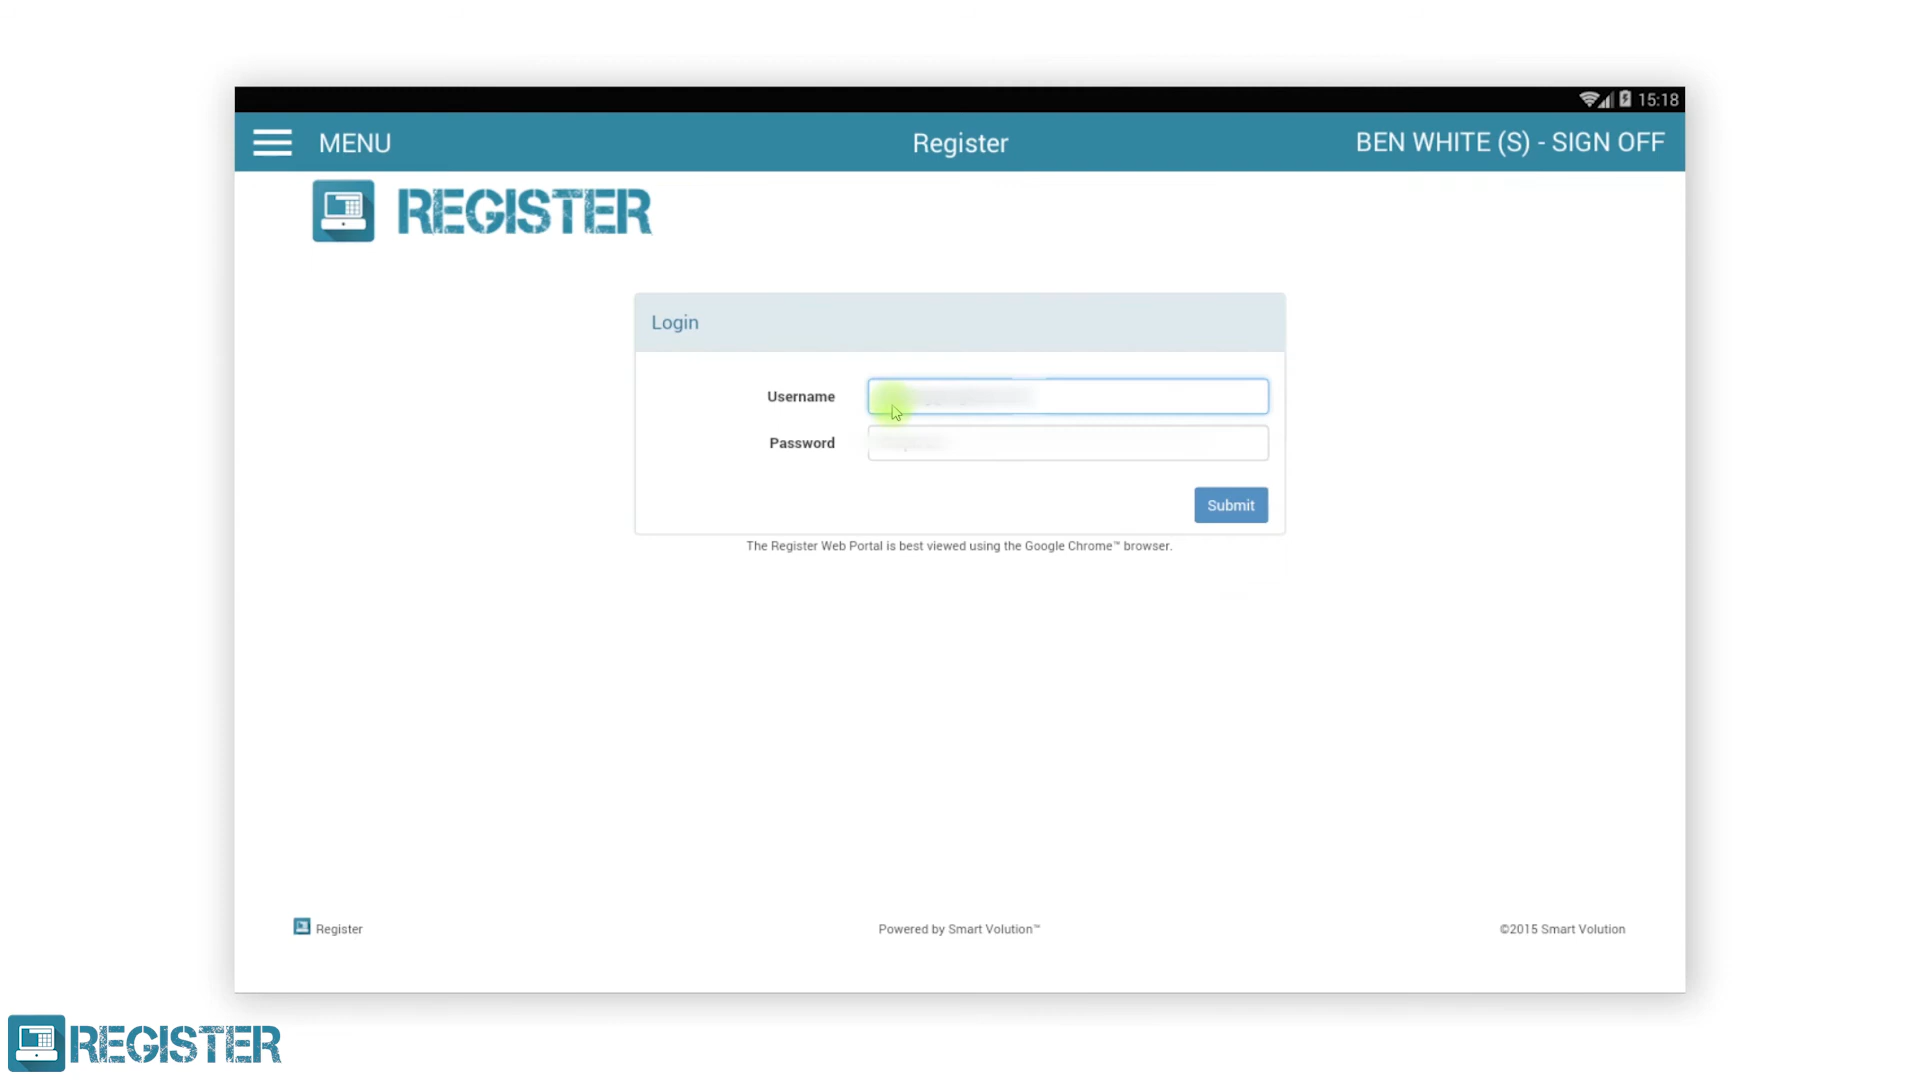 15:18
MENU Register BEN WHITE (S) - SIGN OFF
REGISTER
Login
Username
Password
Submit
The Register Web Portal is best viewed using the Google Chrome™ browser.
Register Powered by Smart Volution™ ©2015 Smart Volution
REGISTER